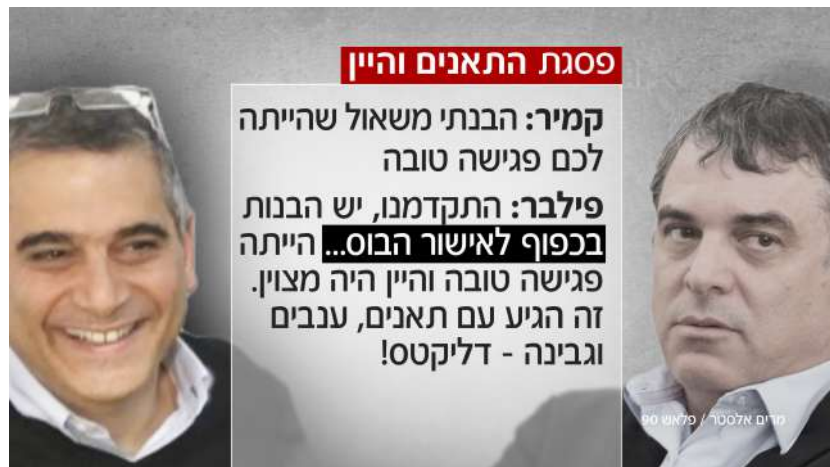 פסגת התאנים והיין
קמיר: הבנתי משאול שהייתה
לכם פגישה טובה
פילבר: התקדמנו, יש הבנות
בכפוף לאישור הבוס... הייתה
פגישה טובה והיין היה מצוין.
זה הגיע עם תאנים, ענבים
וגבינה - דליקטס!
מרים אלסטר / פלאש 90